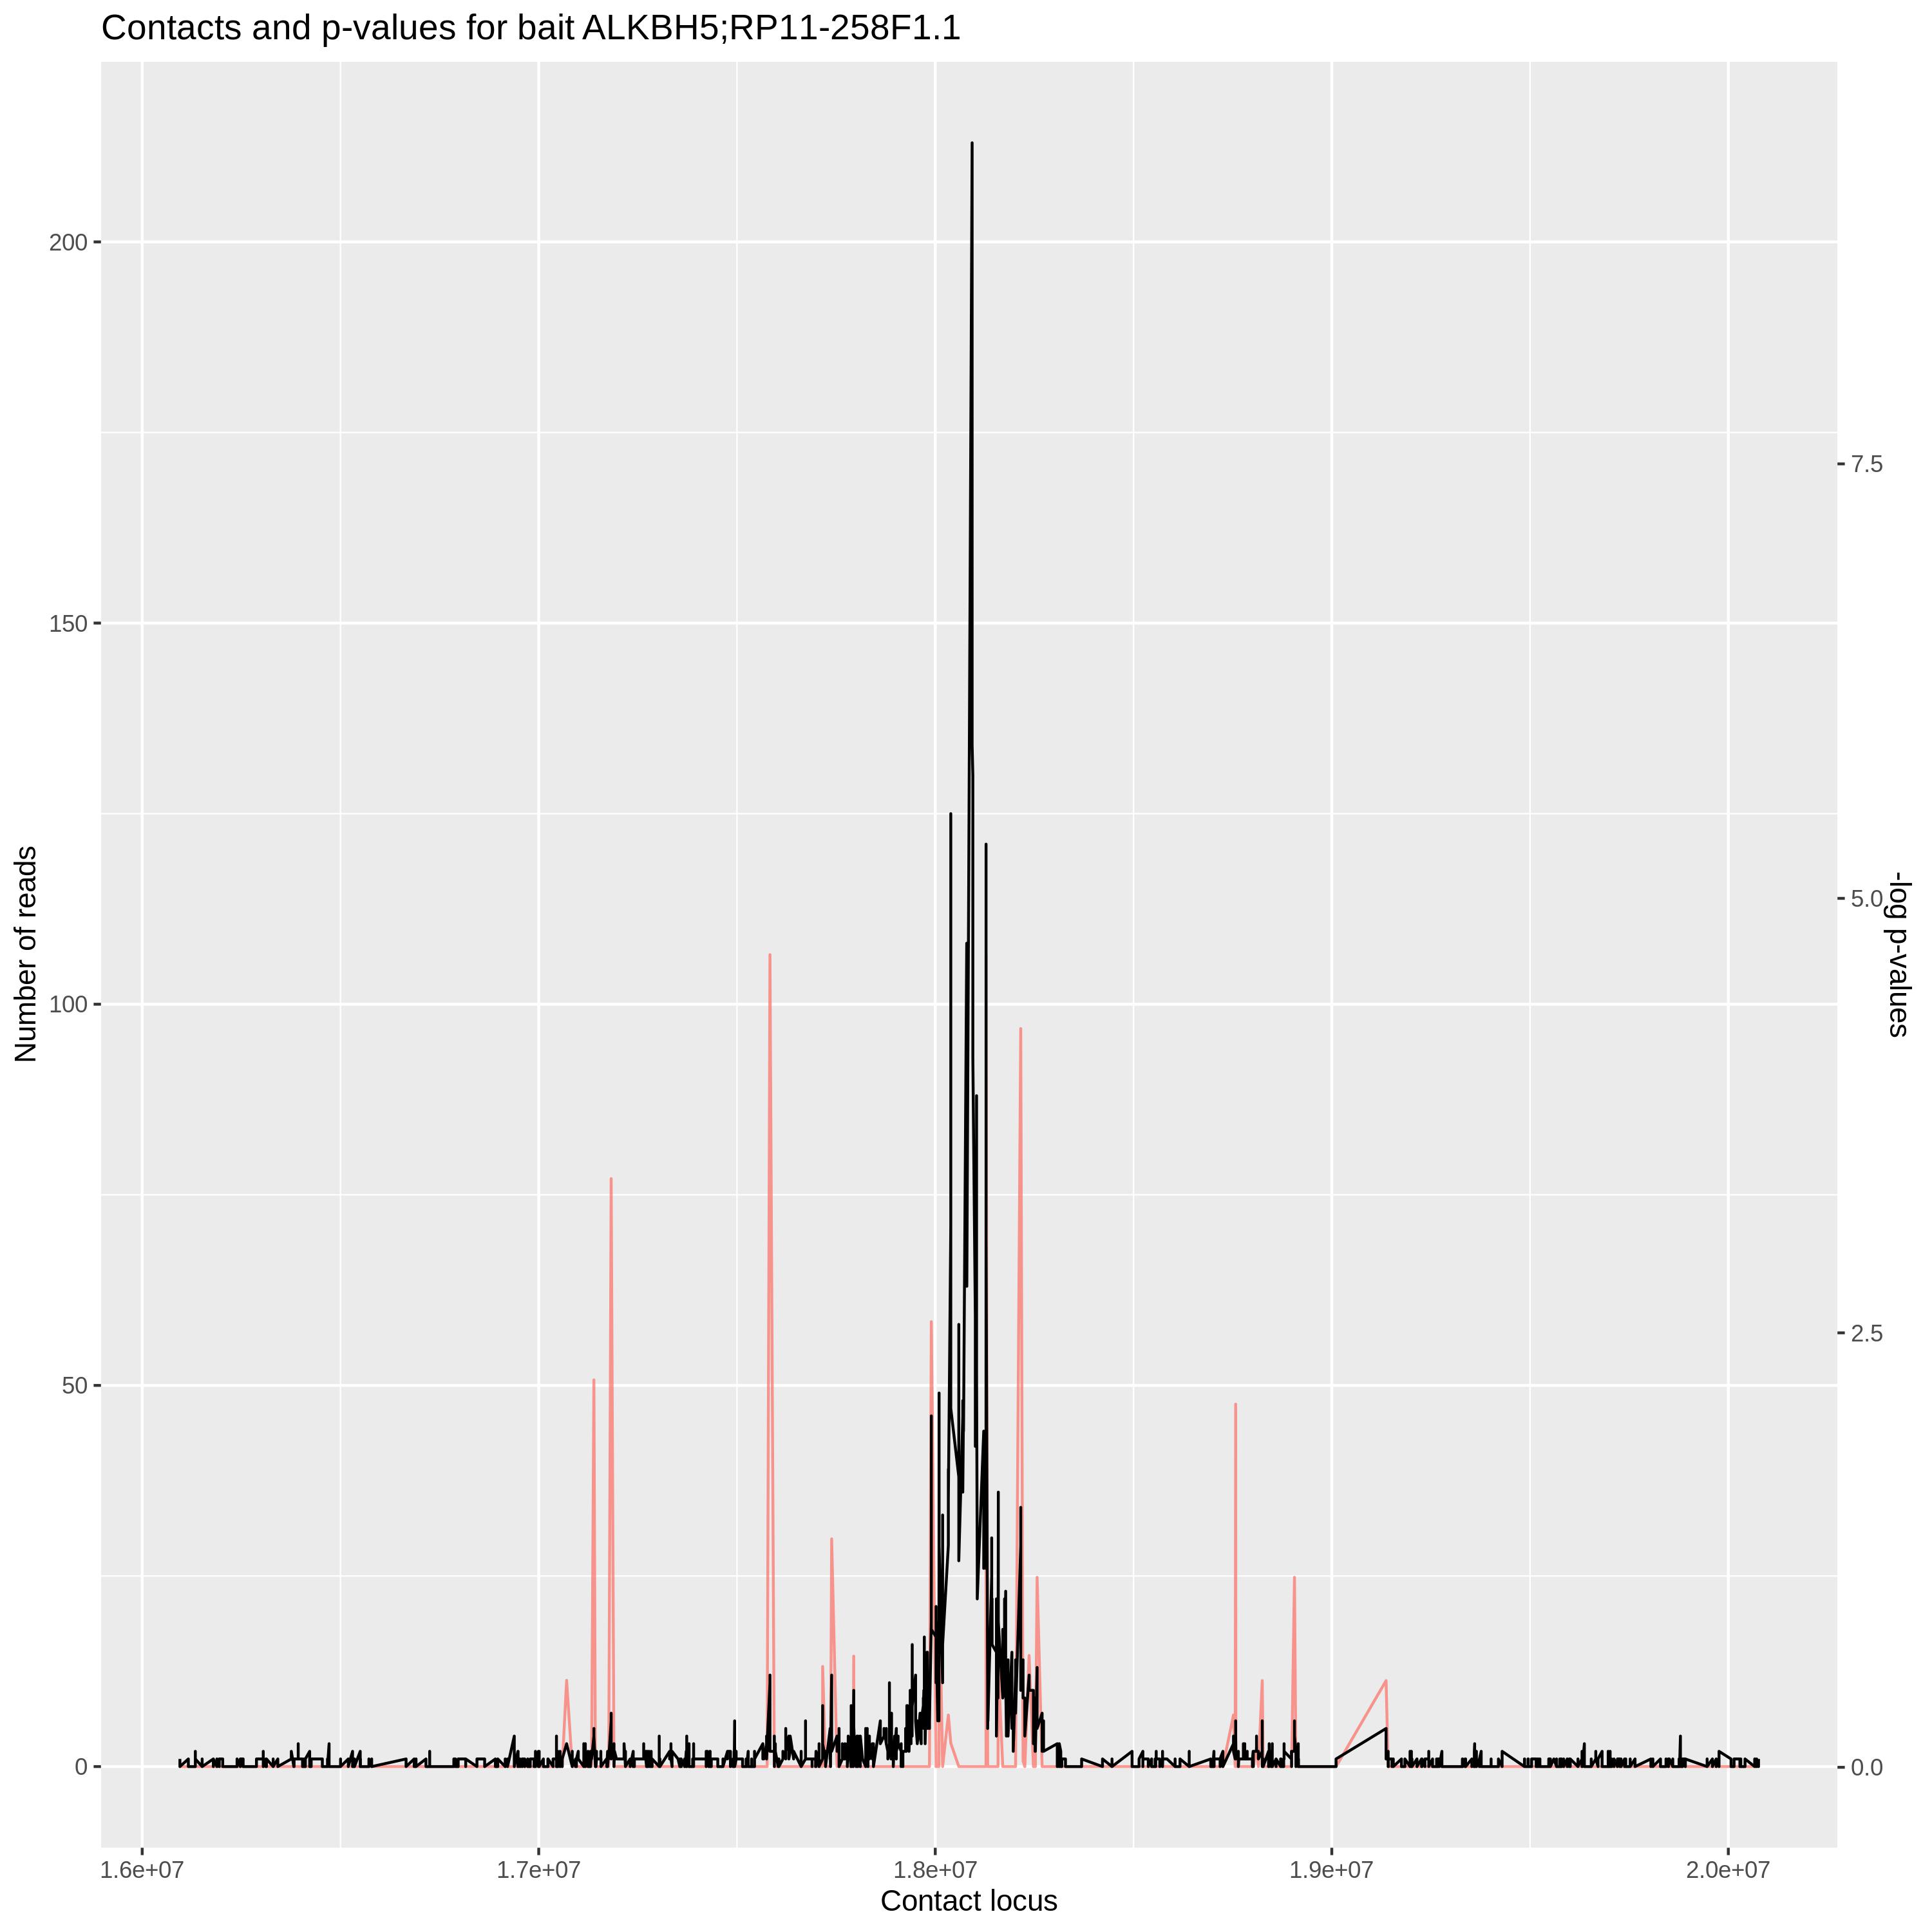 Contacts and p-values for bait ALKBH5;RP11-258F1.1
200
150
100
50
0
Number of reads
7.5
5.0
2.5
0.0
-log p-values
1.6e+07
1.7e+07
1.8e+07
1.9e+07
2.0e+07
Contact locus